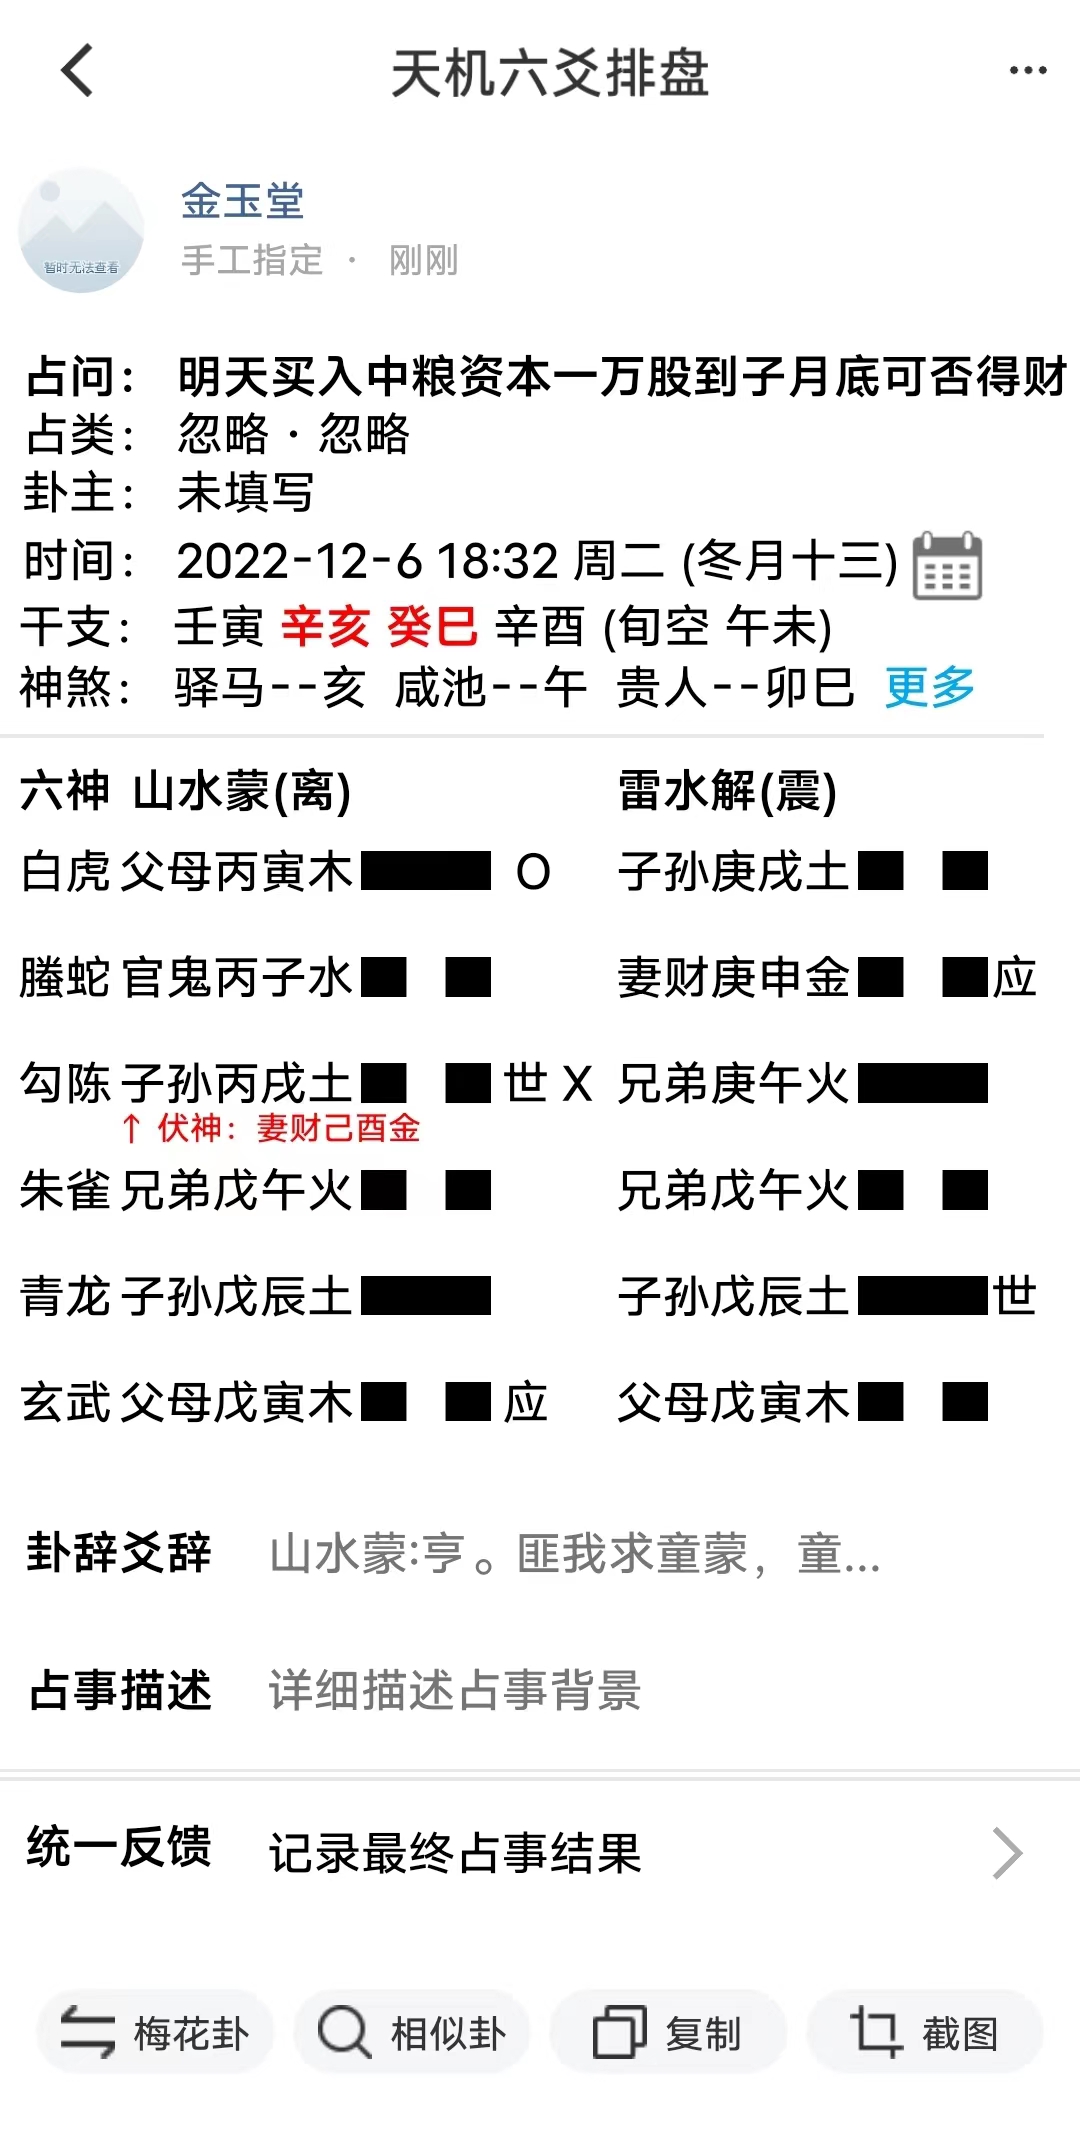 天机六爻排盘
暂时无法查看
金玉堂
手工指定 · 刚刚
占问： 明天买入中粮资本一万股到子月底可否得财
占类： 忽略 · 忽略
卦主： 未填写
时间： 2022-12-6 18:32 周二 (冬月十三)
干支： 壬寅 辛亥 癸巳 辛酉 (旬空 午未)
神煞： 驿马--亥 咸池--午 贵人--卯巳 更多
六神 山水蒙(离) 雷水解(震)
白虎 父母丙寅木 O 子孙庚戌土
螣蛇 官鬼丙子水 妻财庚申金 应
勾陈 子孙丙戌土 世 X 兄弟庚午火
↑ 伏神：妻财己酉金
朱雀 兄弟戊午火 兄弟戊午火
青龙 子孙戊辰土 子孙戊辰土 世
玄武 父母戊寅木 应 父母戊寅木
卦辞爻辞 山水蒙:亨。匪我求童蒙，童...
占事描述 详细描述占事背景
统一反馈 记录最终占事结果
梅花卦 相似卦 复制 截图